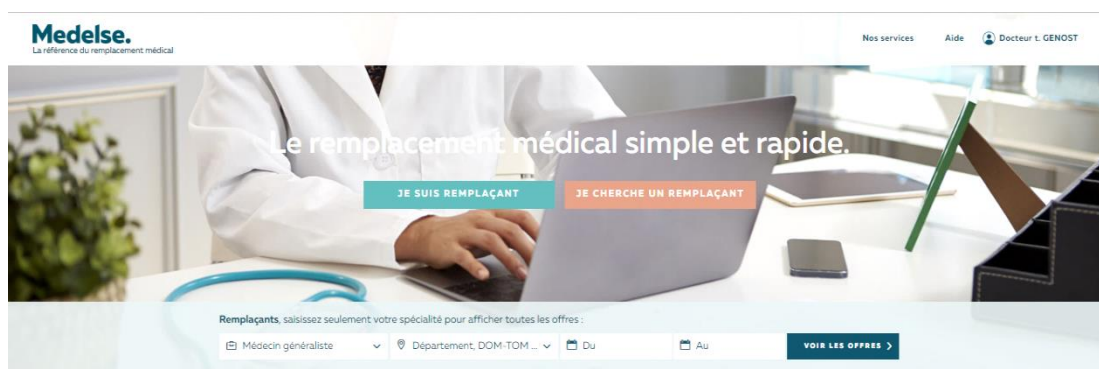 Medelse.
La référence du remplacement médical
Nos services Aide Docteur t. GENOST
Le remplacement médical simple et rapide.
JE SUIS REMPLAÇANT JE CHERCHE UN REMPLAÇANT
Remplaçants, saisissez seulement votre spécialité pour afficher toutes les offres :
Médecin généraliste Département, DOM-TOM ... Du Au VOIR LES OFFRES